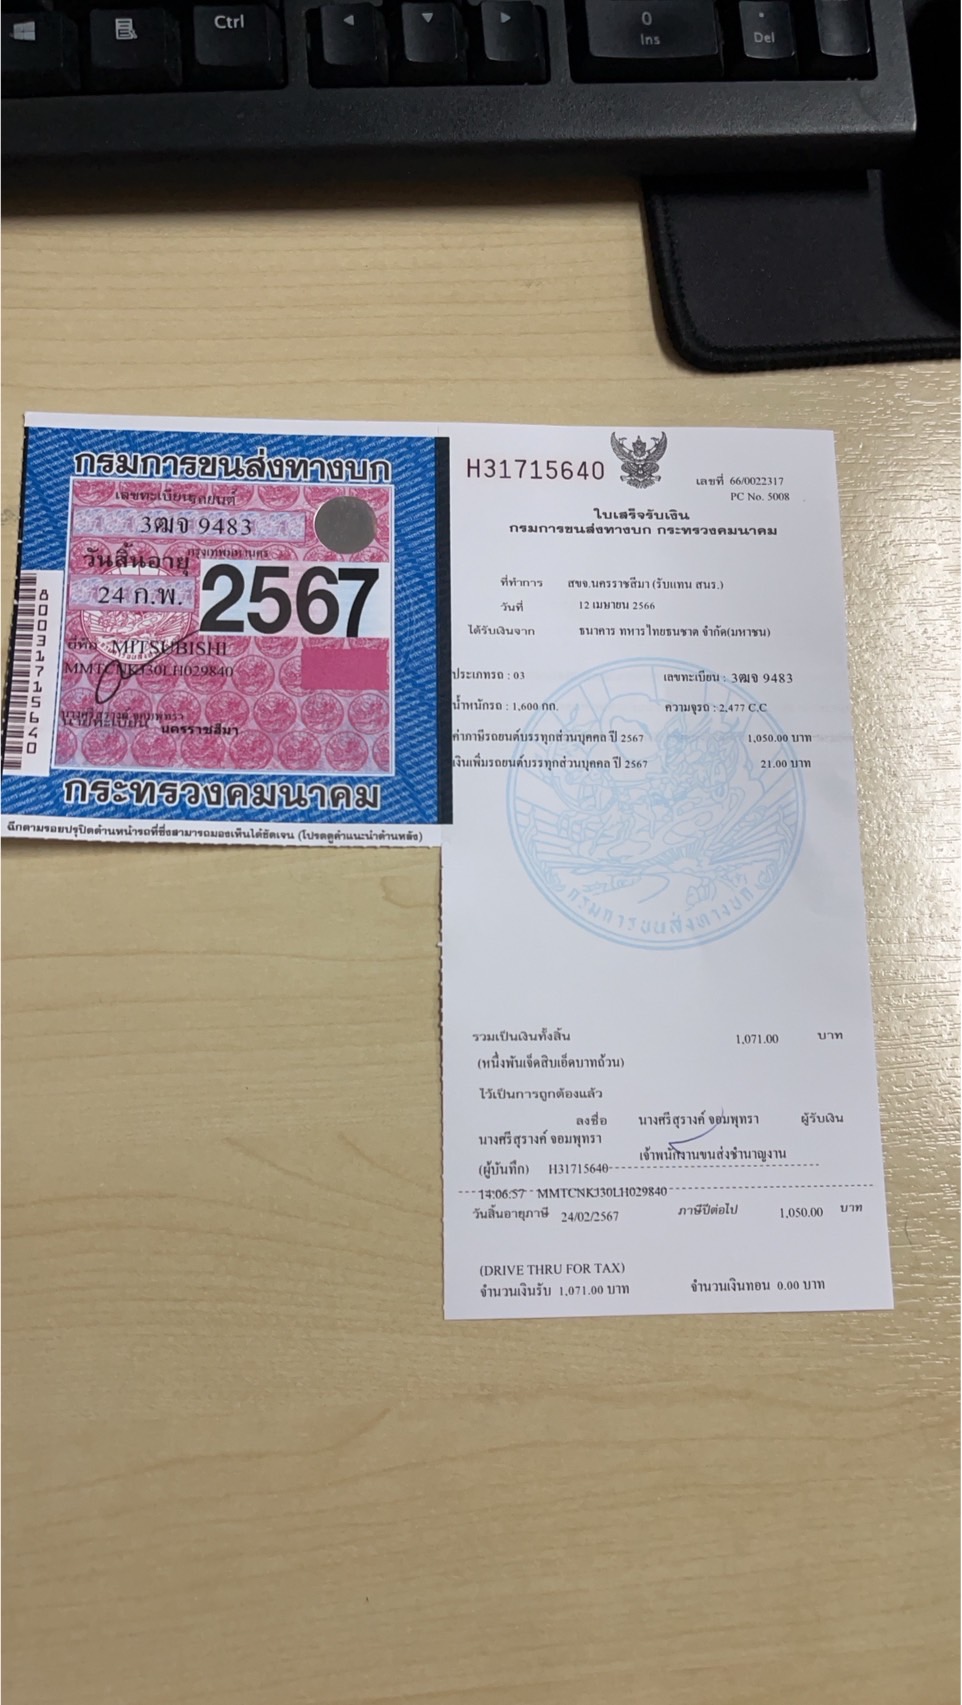 Ctrl
0
Ins
.
Del
กรมการขนส่งทางบก
เลขทะเบียนรถยนต์
3ฒจ 9483
กรุงเทพมหานคร
วันสิ้นอายุ
24 ก.พ. 2567
ยี่ห้อ MITSUBISHI
MMTCNKJ30LH029840
นายทะเบียน นครราชสีมา
กระทรวงคมนาคม
8003171564 0
ฉีกตามรอยปรุปิดด้านหน้ารถที่ซึ่งสามารถมองเห็นได้ชัดเจน (โปรดดูคำแนะนำด้านหลัง)
H31715640
เลขที่ 66/0022317
PC No. 5008
ใบเสร็จรับเงิน
กรมการขนส่งทางบก กระทรวงคมนาคม
ที่ทำการ สขจ.นครราชสีมา (รับแทน สนร.)
วันที่ 12 เมษายน 2566
ได้รับเงินจาก ธนาคาร ทหารไทยธนชาต จำกัด(มหาชน)
ประเภทรถ : 03 เลขทะเบียน : 3ฒจ 9483
น้ำหนักรถ : 1,600 กก. ความจุรถ : 2,477 C.C
ค่าภาษีรถยนต์บรรทุกส่วนบุคคล ปี 2567 1,050.00 บาท
เงินเพิ่มรถยนต์บรรทุกส่วนบุคคล ปี 2567 21.00 บาท
กรมการขนส่งทางบก
รวมเป็นเงินทั้งสิ้น 1,071.00 บาท
(หนึ่งพันเจ็ดสิบเอ็ดบาทถ้วน)
ไว้เป็นการถูกต้องแล้ว
ลงชื่อ นางศรีสุรางค์ จอมพุทรา ผู้รับเงิน
นางศรีสุรางค์ จอมพุทรา
เจ้าพนักงานขนส่งชำนาญงาน
(ผู้บันทึก) H31715640
14:06:57 MMTCNKJ30LH029840
วันสิ้นอายุภาษี 24/02/2567 ภาษีปีต่อไป 1,050.00 บาท
(DRIVE THRU FOR TAX)
จำนวนเงินรับ 1,071.00 บาท จำนวนเงินทอน 0.00 บาท